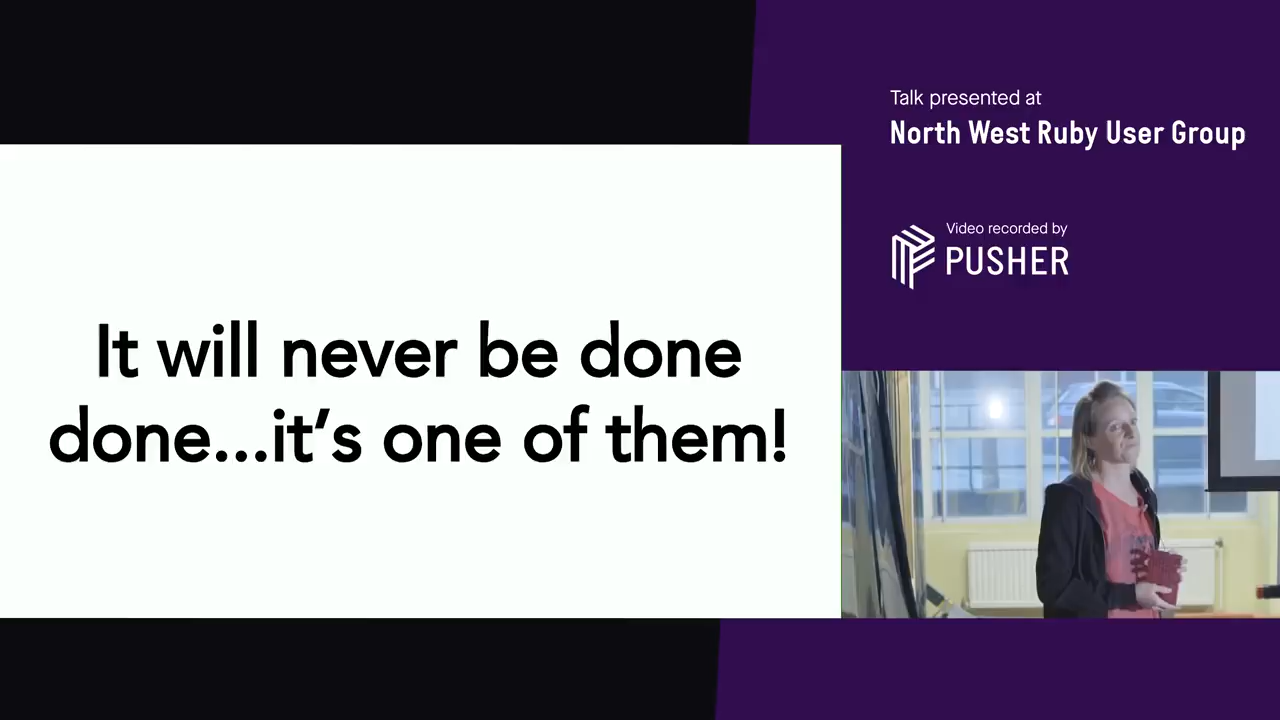 Talk presented at
North West Ruby User Group
Video recorded by
PUSHER
It will never be done
done...it’s one of them!